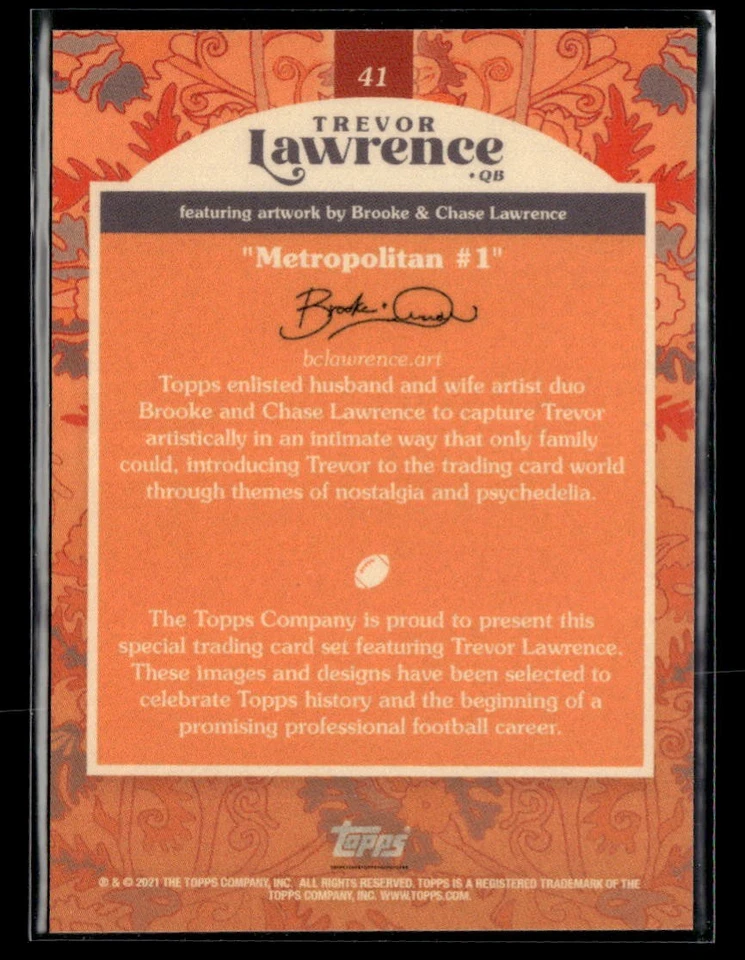 41
TREVOR
Lawrence
• QB
featuring artwork by Brooke & Chase Lawrence
"Metropolitan #1"
Brooke
bclawrence.art
Topps enlisted husband and wife artist duo
Brooke and Chase Lawrence to capture Trevor
artistically in an intimate way that only family
could, introducing Trevor to the trading card world
through themes of nostalgia and psychedelia.
The Topps Company is proud to present this
special trading card set featuring Trevor Lawrence.
These images and designs have been selected to
celebrate Topps history and the beginning of a
promising professional football career.
Topps
® & © 2021 THE TOPPS COMPANY, INC. ALL RIGHTS RESERVED. TOPPS IS A REGISTERED TRADEMARK OF THE
TOPPS COMPANY, INC. WWW.TOPPS.COM.